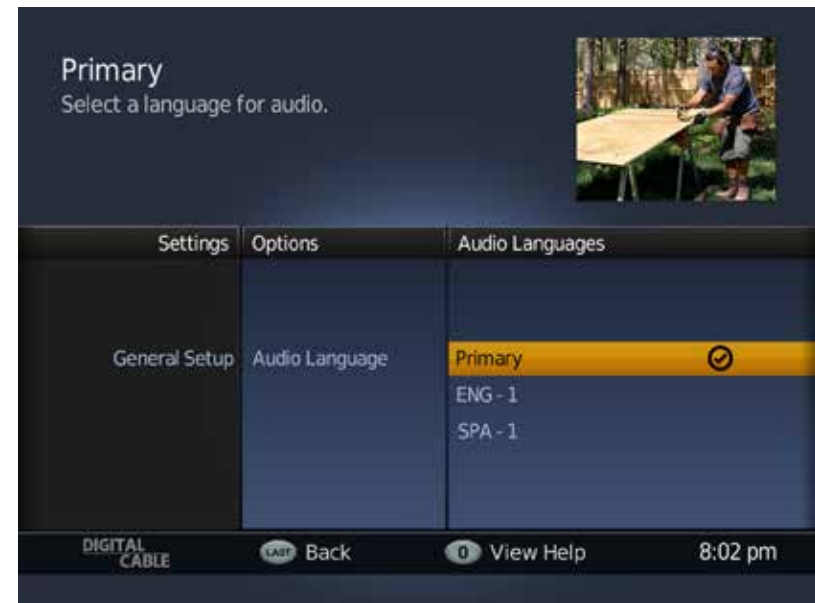 Primary
Select a language for audio.
Settings Options Audio Languages
General Setup Audio Language Primary
ENG - 1
SPA - 1
DIGITAL CABLE LAST Back 0 View Help 8:02 pm